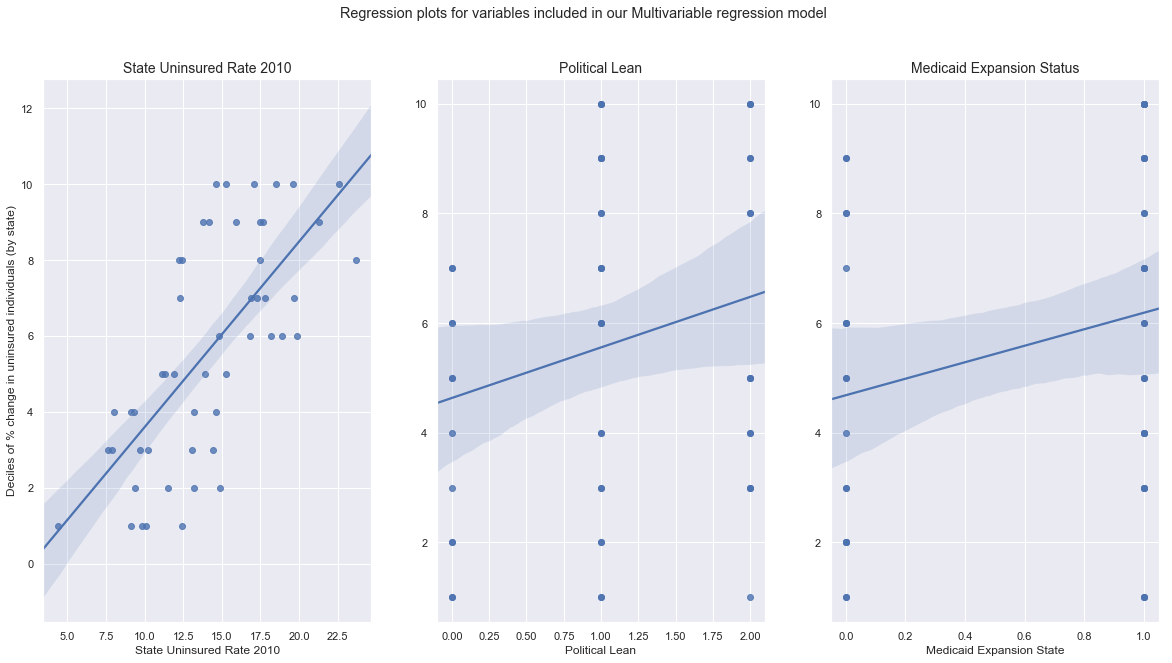 Regression plots for variables included in our Multivariable regression model
State Uninsured Rate 2010
Deciles of % change in uninsured individuals (by state)
12
10
8
6
4
2
0
5.0 7.5 10.0 12.5 15.0 17.5 20.0 22.5
State Uninsured Rate 2010
Political Lean
10
8
6
4
2
0.00 0.25 0.50 0.75 1.00 1.25 1.50 1.75 2.00
Political Lean
Medicaid Expansion Status
10
8
6
4
2
0.0 0.2 0.4 0.6 0.8 1.0
Medicaid Expansion State